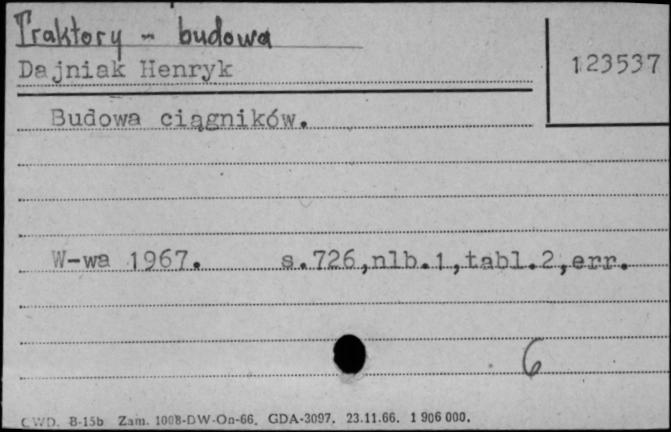 Traktory - budowa
Dajniak Henryk
123537
Budowa ciągników.
W-wa 1967. s.726,nlb.1,tabl.2,err.
6
CWD. B-15b Zam. 1008-DW-On-66. GDA-3097. 23.11.66. 1 906 000.